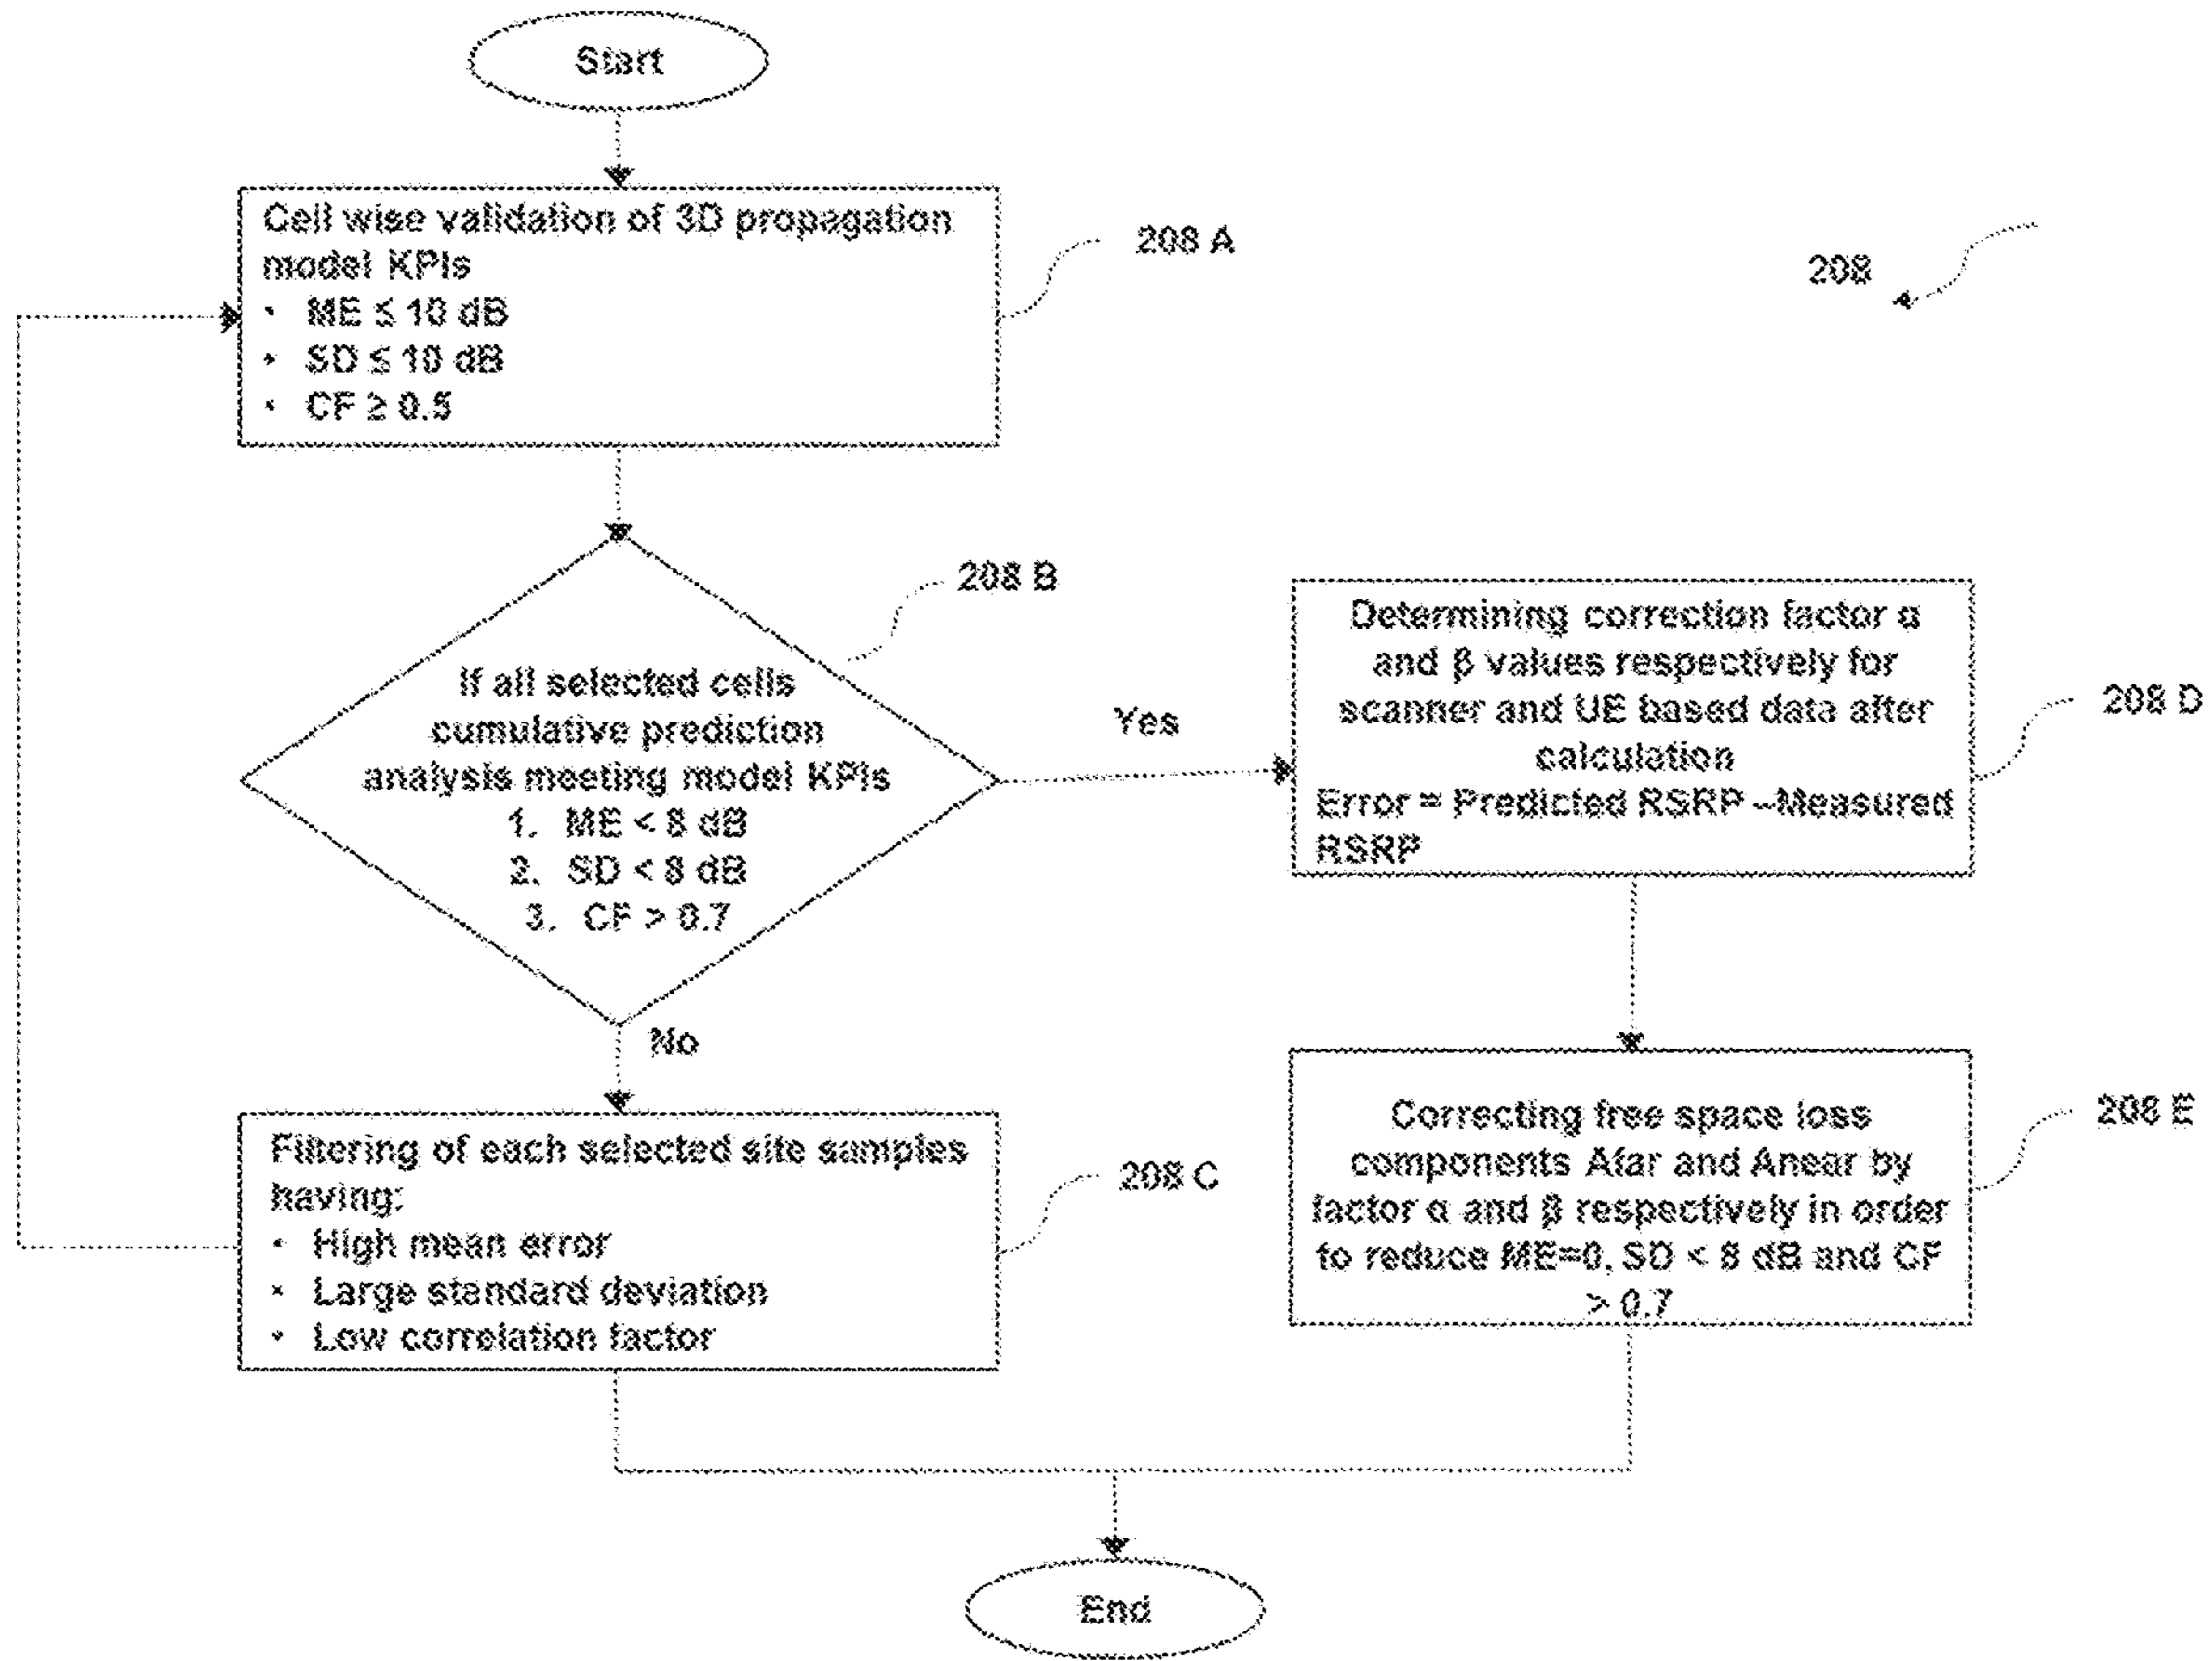 Start
Cell wise validation of 3D propagation
model KPIs
• ME ≤ 10 dB
• SD ≤ 10 dB
• CF ≥ 0.5
208 A
208
If all selected cells
cumulative prediction
analysis meeting model KPIs
1. ME < 8 dB
2. SD < 8 dB
3. CF > 0.7
208 B
Yes
No
Determining correction factor α
and β values respectively for
scanner and UE based data after
calculation
Error = Predicted RSRP –Measured
RSRP
208 D
Filtering of each selected site samples
having:
• High mean error
• Large standard deviation
• Low correlation factor
208 C
Correcting free space loss
components Afar and Anear by
factor α and β respectively in order
to reduce ME=0, SD < 8 dB and CF
> 0.7
208 E
End